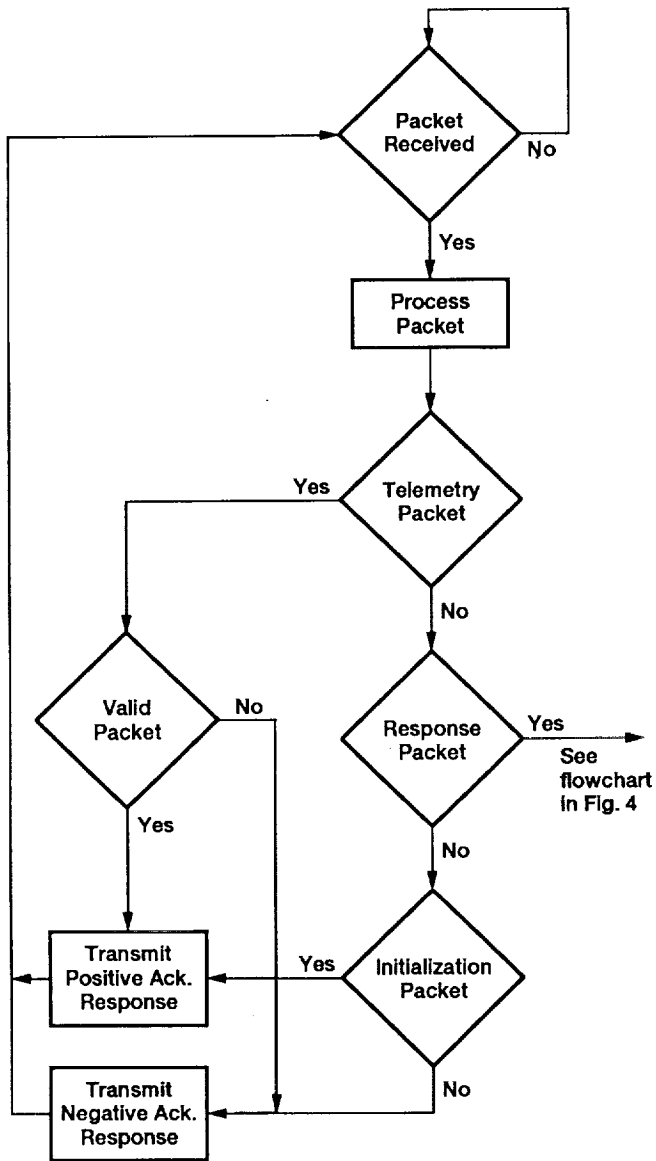 Packet
Received
No
Yes
Process
Packet
Yes
Telemetry
Packet
No
Valid
Packet
No
Response
Packet
Yes
See
flowchart
in Fig. 4
Yes
No
Transmit
Positive Ack.
Response
Yes
Initialization
Packet
No
Transmit
Negative Ack.
Response